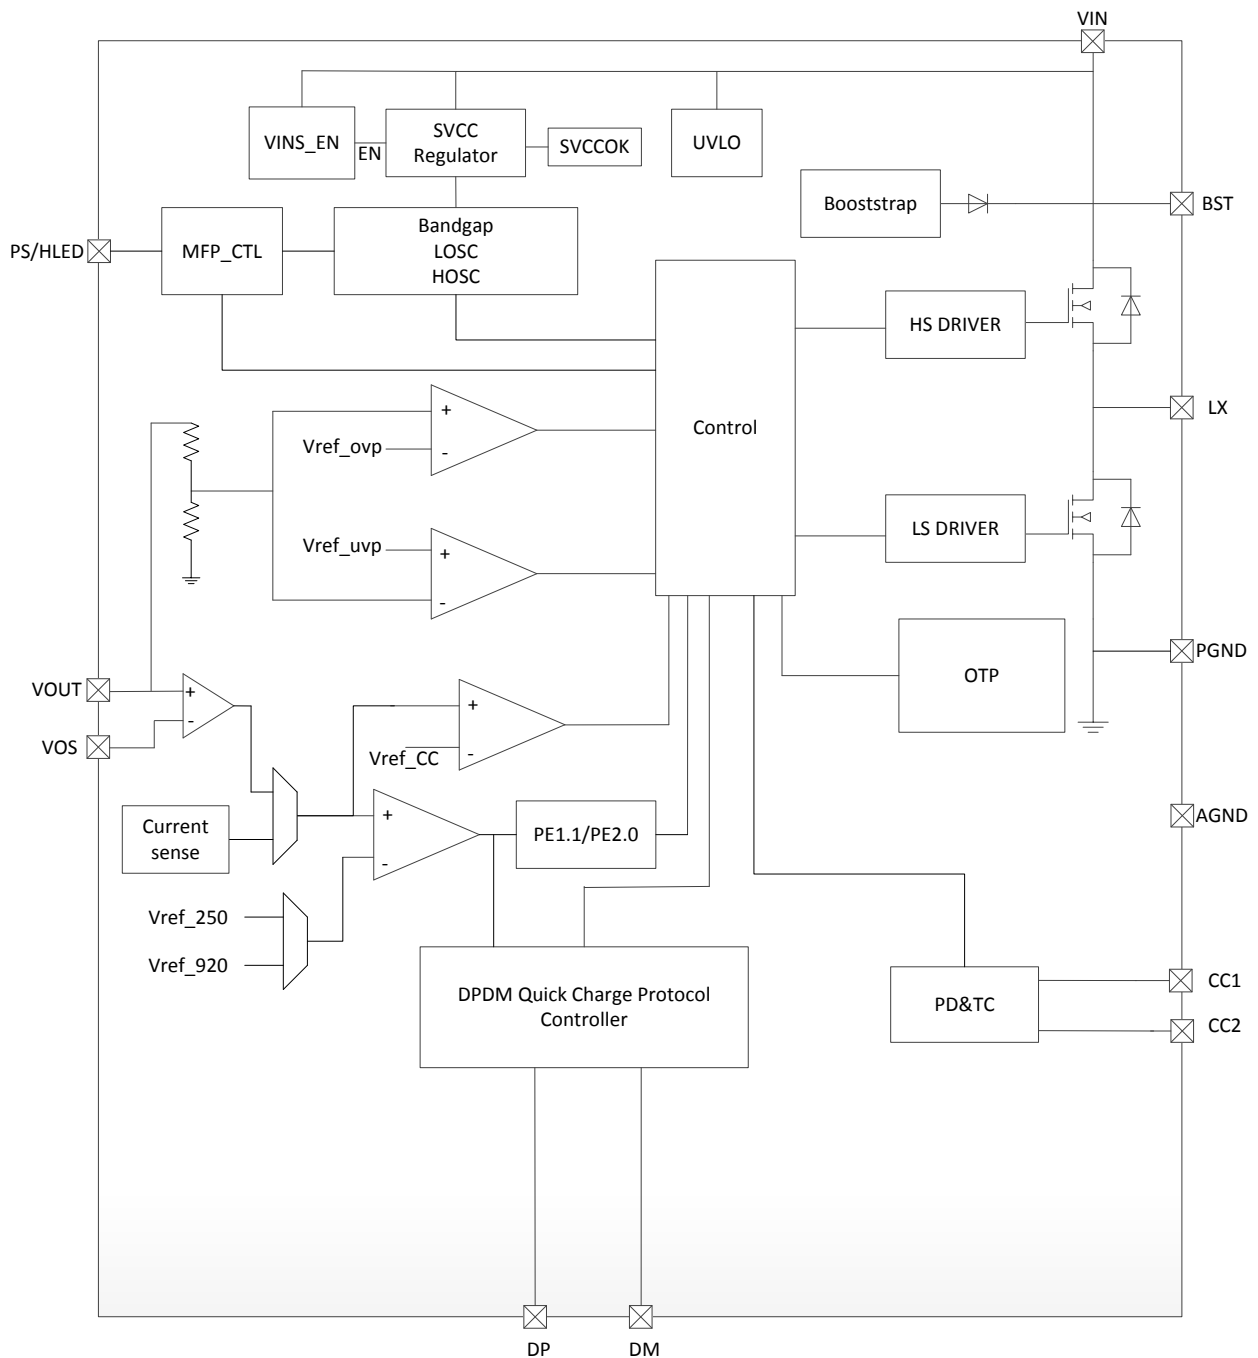 VIN
VINS_EN
EN
SVCC
Regulator
SVCCOK
UVLO
Booststrap
BST
PS/HLED
MFP_CTL
Bandgap
LOSC
HOSC
HS DRIVER
LX
Control
+
Vref_ovp
-
LS DRIVER
Vref_uvp
+
-
OTP
PGND
VOUT
+
-
VOS
+
Vref_CC
-
AGND
Current
sense
+
-
PE1.1/PE2.0
Vref_250
Vref_920
DPDM Quick Charge Protocol
Controller
PD&TC
CC1
CC2
DP
DM